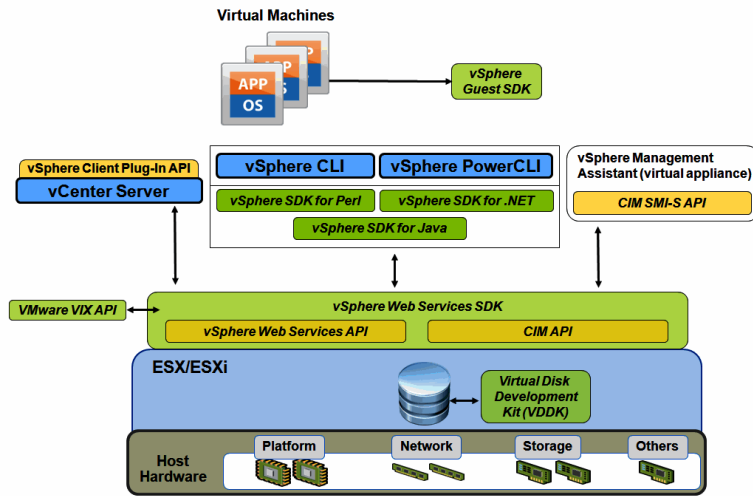 Virtual Machines
APP
OS
APP
APP
vSphere
Guest SDK
vSphere Client Plug-In API
vCenter Server
vSphere CLI
vSphere PowerCLI
vSphere SDK for Perl
vSphere SDK for .NET
vSphere SDK for Java
vSphere Management
Assistant (virtual appliance)
CIM SMI-S API
VMware VIX API
vSphere Web Services SDK
vSphere Web Services API
CIM API
ESX/ESXi
Virtual Disk
Development
Kit (VDDK)
Host
Hardware
Platform
Network
Storage
Others